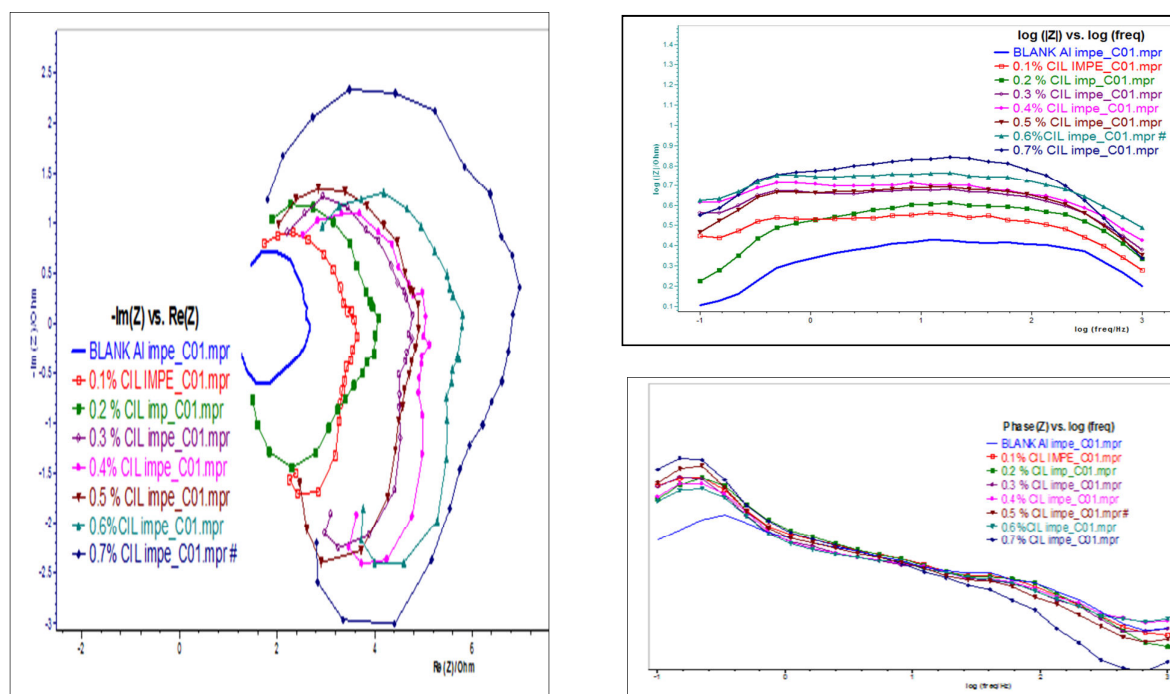 2.5
2
1.5
1
0.5
0
-0.5
-1
-1.5
-2
-2.5
-3
-Im (Z)/Ohm
-Im(Z) vs. Re(Z)
BLANK Al impe_C01.mpr
0.1% CIL IMPE_C01.mpr
0.2 % CIL imp_C01.mpr
0.3 % CIL impe_C01.mpr
0.4% CIL impe_C01.mpr
0.5 % CIL impe_C01.mpr
0.6%CIL impe_C01.mpr
0.7% CIL impe_C01.mpr #
-2 0 2 4 6
Re(Z)/Ohm
log (|Z|) vs. log (freq)
BLANK Al impe_C01.mpr
0.1% CIL IMPE_C01.mpr
0.2 % CIL imp_C01.mpr
0.3 % CIL impe_C01.mpr
0.4% CIL impe_C01.mpr
0.5 % CIL impe_C01.mpr
0.6%CIL impe_C01.mpr #
0.7% CIL impe_C01.mpr
1.4
1.3
1.2
1.1
1
0.9
0.8
0.7
0.6
0.5
0.4
0.3
0.2
0.1
log (|Z|/Ohm)
-1 0 1 2 3
log (freq/Hz)
Phase(Z) vs. log (freq)
BLANK Al impe_C01.mpr
0.1% CIL IMPE_C01.mpr
0.2 % CIL imp_C01.mpr
0.3 % CIL impe_C01.mpr
0.4% CIL impe_C01.mpr
0.5 % CIL impe_C01.mpr#
0.6%CIL impe_C01.mpr
0.7% CIL impe_C01.mpr
-1 0 1 2 3
log (freq/Hz)